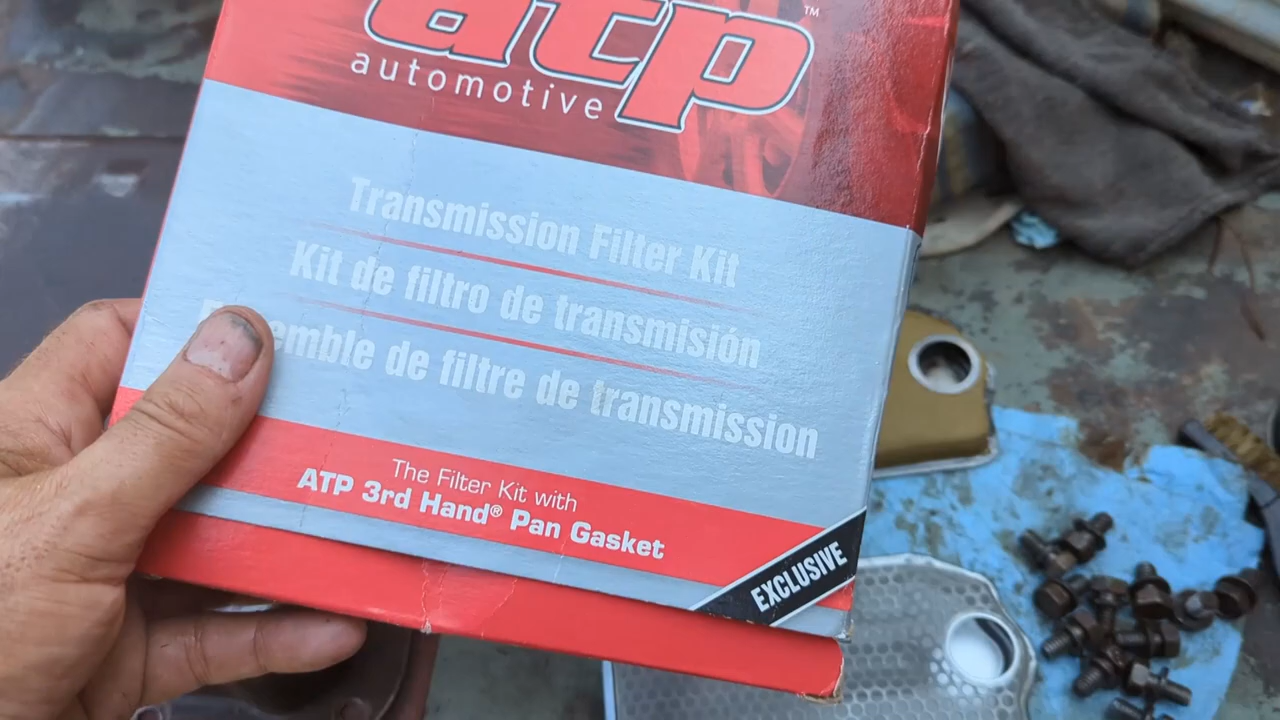 atp™
automotive
Transmission Filter Kit
Kit de filtro de transmisión
de filtre de transmission
The Filter Kit with
ATP 3rd Hand® Pan Gasket
EXCLUSIVE